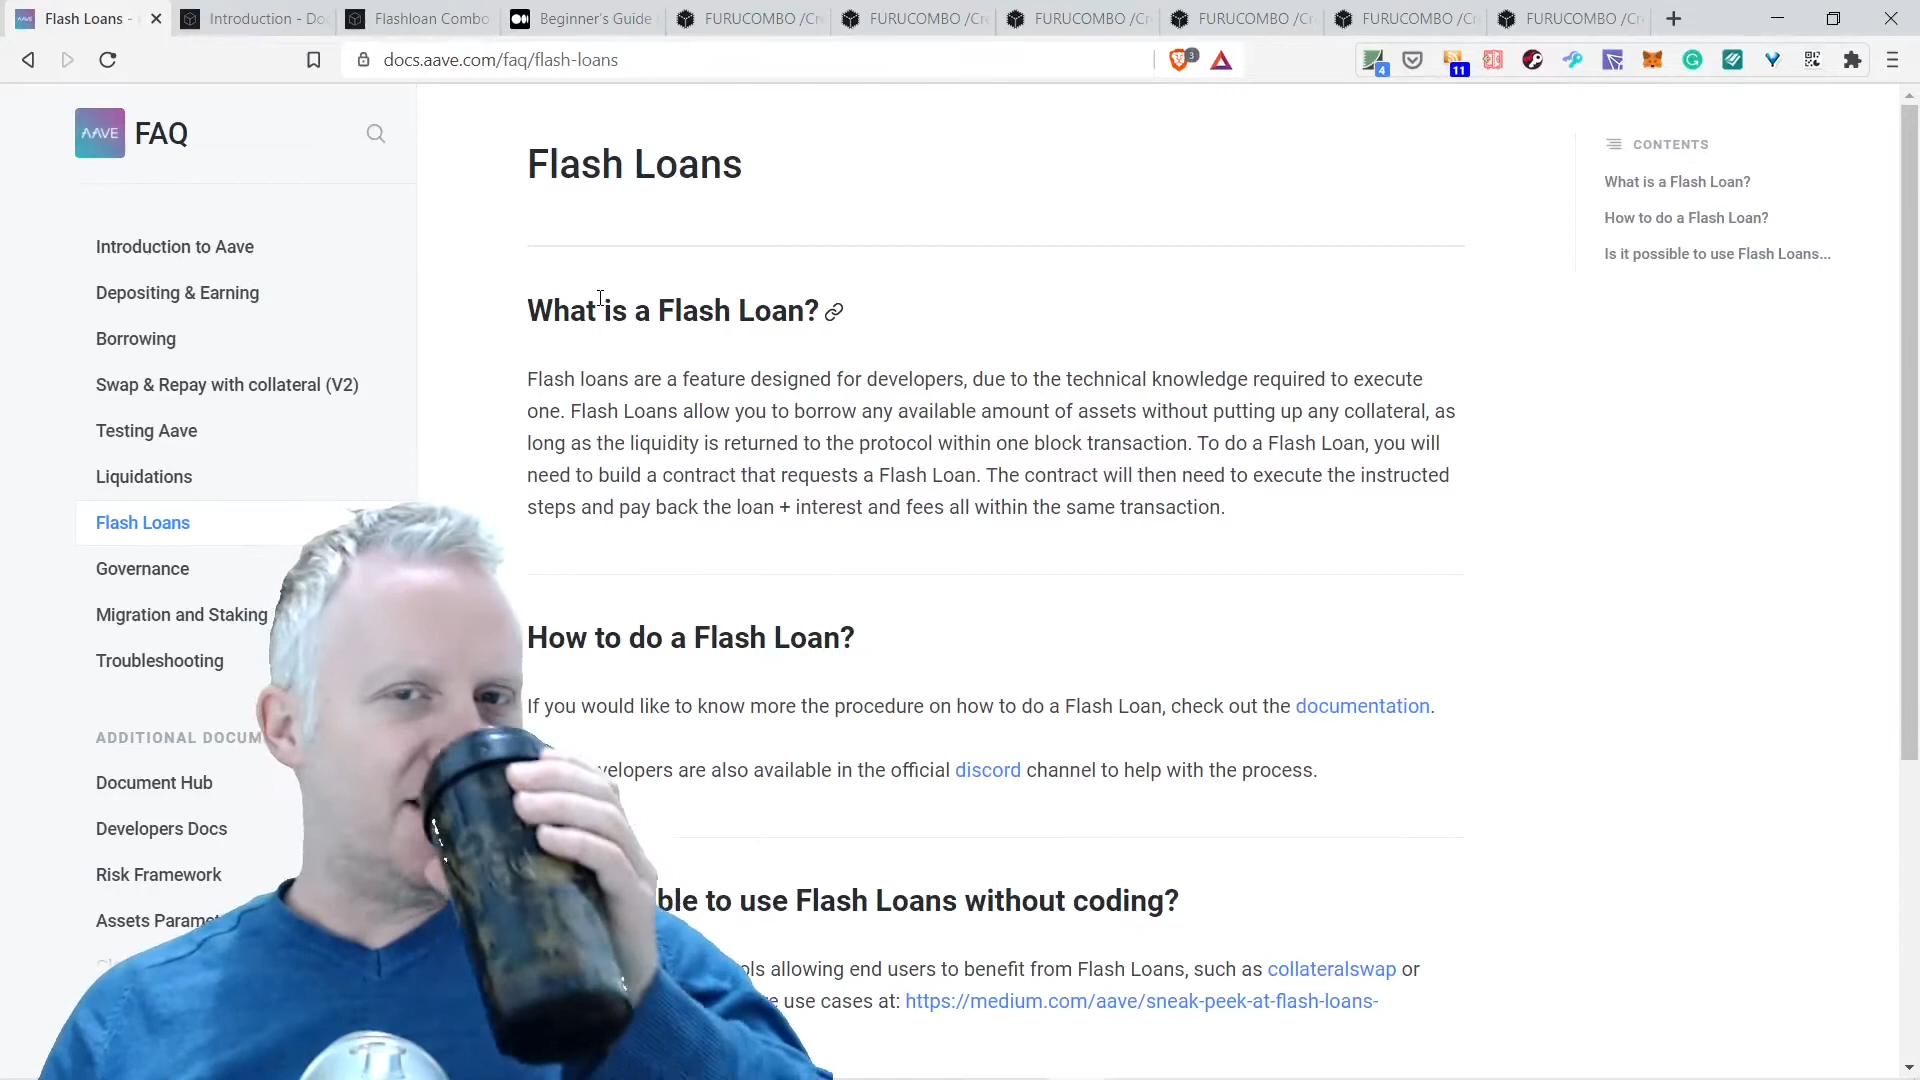 Flash Loans -
Introduction - Do
Flashloan Combo
Beginner's Guide
FURUCOMBO /Cr
FURUCOMBO /Cr
FURUCOMBO /Cr
FURUCOMBO /Cr
FURUCOMBO /Cr
FURUCOMBO /Cr
docs.aave.com/faq/flash-loans
3
4
11
AAVE
FAQ
Introduction to Aave
Depositing & Earning
Borrowing
Swap & Repay with collateral (V2)
Testing Aave
Liquidations
Flash Loans
Governance
Migration and Staking
Troubleshooting
ADDITIONAL DOCUM
Document Hub
Developers Docs
Risk Framework
Assets Paramet
Flash Loans
What is a Flash Loan?
Flash loans are a feature designed for developers, due to the technical knowledge required to execute
one. Flash Loans allow you to borrow any available amount of assets without putting up any collateral, as
long as the liquidity is returned to the protocol within one block transaction. To do a Flash Loan, you will
need to build a contract that requests a Flash Loan. The contract will then need to execute the instructed
steps and pay back the loan + interest and fees all within the same transaction.
How to do a Flash Loan?
If you would like to know more the procedure on how to do a Flash Loan, check out the documentation.
velopers are also available in the official discord channel to help with the process.
ble to use Flash Loans without coding?
ols allowing end users to benefit from Flash Loans, such as collateralswap or
e use cases at: https://medium.com/aave/sneak-peek-at-flash-loans-
CONTENTS
What is a Flash Loan?
How to do a Flash Loan?
Is it possible to use Flash Loans...